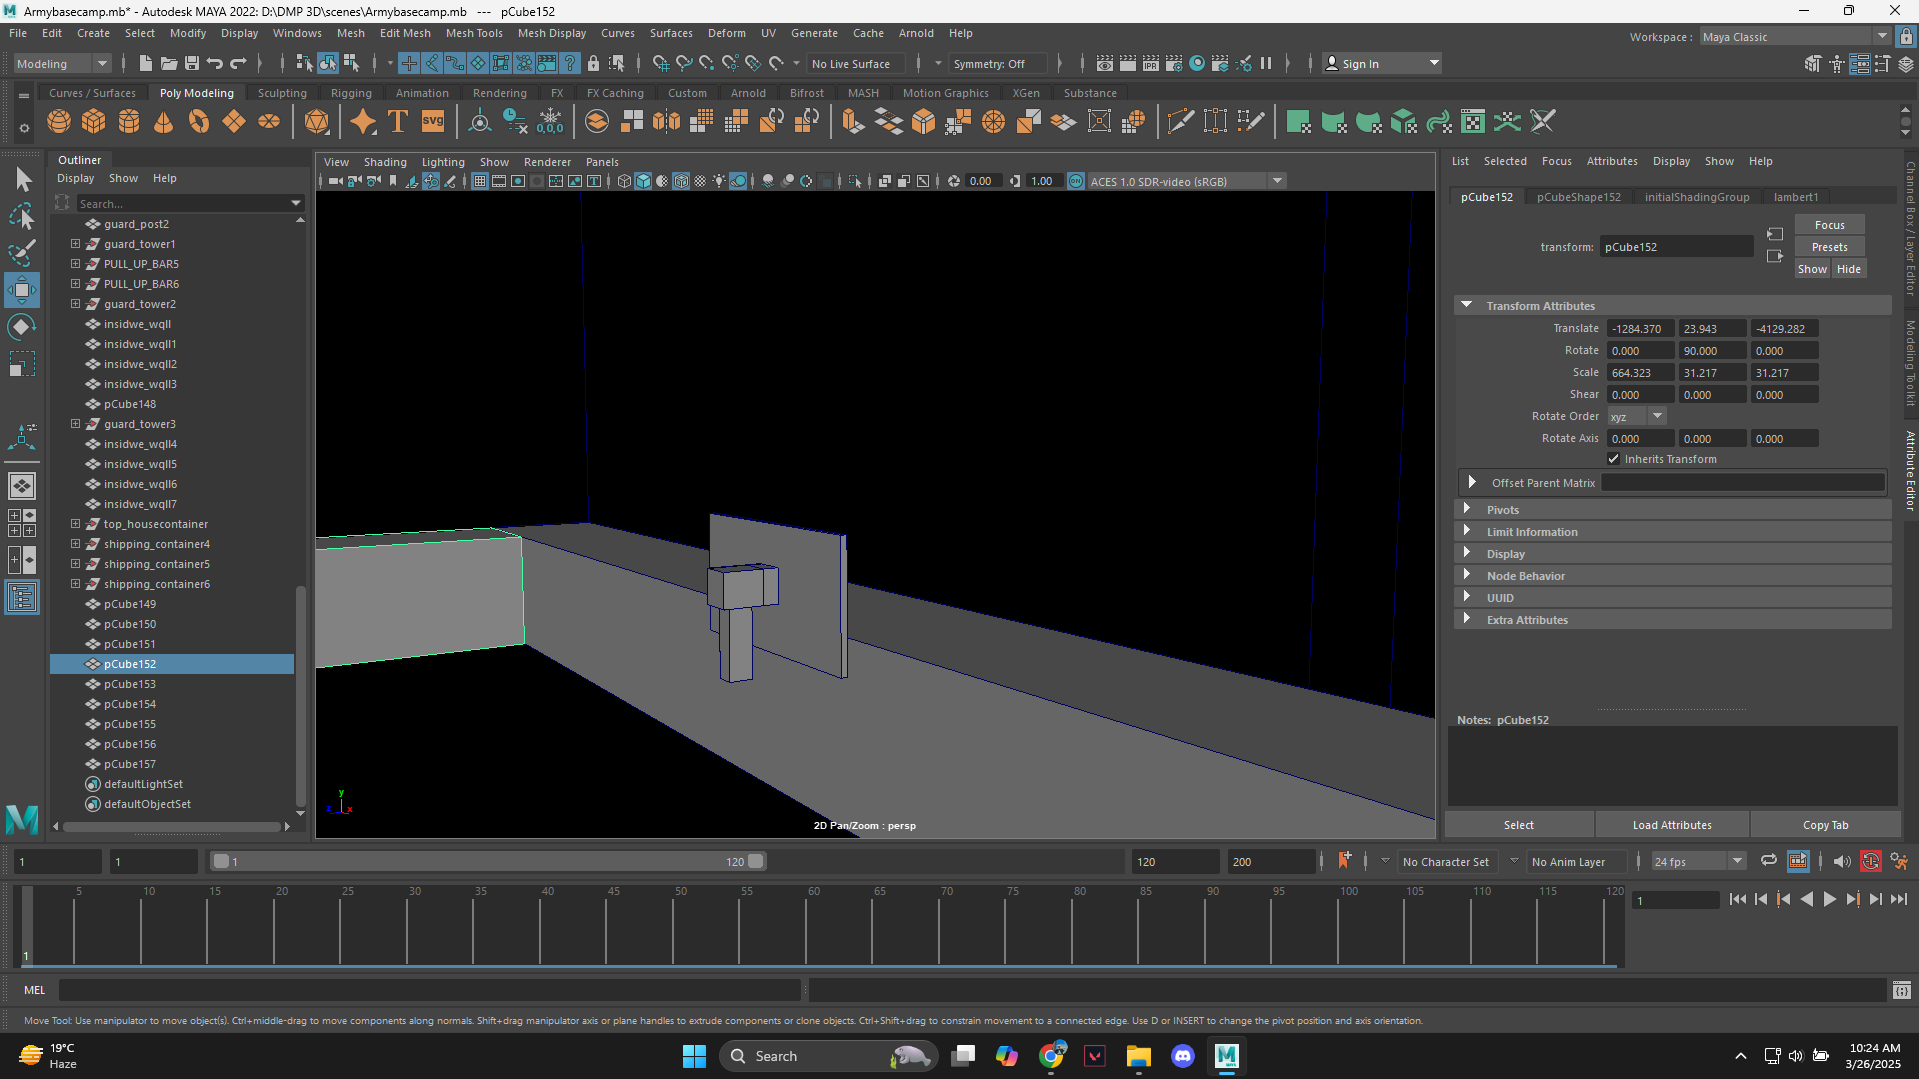 Armybasecamp.mb* - Autodesk MAYA 2022: D:\DMP 3D\scenes\Armybasecamp.mb   ---   pCube152
File Edit Create Select Modify Display Windows Mesh Edit Mesh Mesh Tools Mesh Display Curves Surfaces Deform UV Generate Cache Arnold Help
Workspace : Maya Classic
Modeling No Live Surface Symmetry: Off Sign In
Curves / Surfaces Poly Modeling Sculpting Rigging Animation Rendering FX FX Caching Custom Arnold Bifrost MASH Motion Graphics XGen Substance
Outliner
Display Show Help
Search...
guard_post2
guard_tower1
PULL_UP_BAR5
PULL_UP_BAR6
guard_tower2
insidwe_wqll
insidwe_wqll1
insidwe_wqll2
insidwe_wqll3
pCube148
guard_tower3
insidwe_wqll4
insidwe_wqll5
insidwe_wqll6
insidwe_wqll7
top_housecontainer
shipping_container4
shipping_container5
shipping_container6
pCube149
pCube150
pCube151
pCube152
pCube153
pCube154
pCube155
pCube156
pCube157
defaultLightSet
defaultObjectSet
View Shading Lighting Show Renderer Panels
0.00 1.00 ON ACES 1.0 SDR-video (sRGB)
y
z x
2D Pan/Zoom : persp
List Selected Focus Attributes Display Show Help
pCube152 pCubeShape152 initialShadingGroup lambert1
transform: pCube152
Focus
Presets
Show Hide
Transform Attributes
Translate -1284.370 23.943 -4129.282
Rotate 0.000 90.000 0.000
Scale 664.323 31.217 31.217
Shear 0.000 0.000 0.000
Rotate Order xyz
Rotate Axis 0.000 0.000 0.000
Inherits Transform
Offset Parent Matrix
Pivots
Limit Information
Display
Node Behavior
UUID
Extra Attributes
Notes: pCube152
Select Load Attributes Copy Tab
Channel Box / Layer Editor
Modeling Toolkit
Attribute Editor
1 1 1 120 120 200 No Character Set No Anim Layer 24 fps
5 10 15 20 25 30 35 40 45 50 55 60 65 70 75 80 85 90 95 100 105 110 115 120
1 1
MEL
Move Tool: Use manipulator to move object(s). Ctrl+middle-drag to move components along normals. Shift+drag manipulator axis or plane handles to extrude components or clone objects. Ctrl+Shift+drag to constrain movement to a connected edge. Use D or INSERT to change the pivot position and axis orientation.
19°C
Haze
Search
10:24 AM
3/26/2025